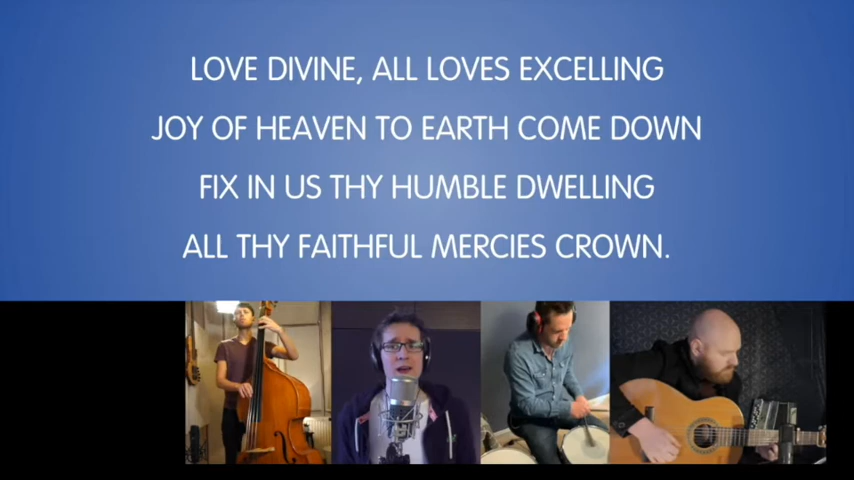 LOVE DIVINE, ALL LOVES EXCELLING
JOY OF HEAVEN TO EARTH COME DOWN
FIX IN US THY HUMBLE DWELLING
ALL THY FAITHFUL MERCIES CROWN.